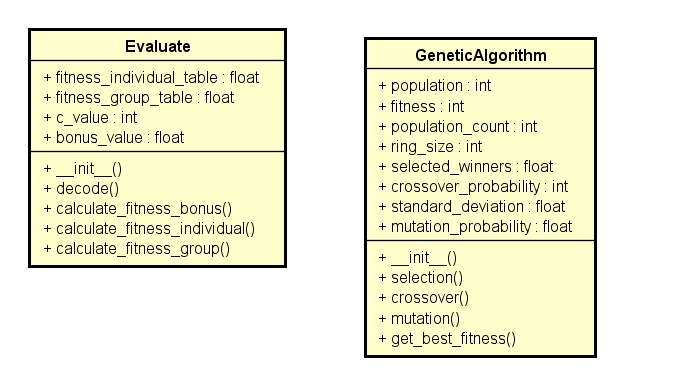 Evaluate
+ fitness_individual_table : float
+ fitness_group_table : float
+ c_value : int
+ bonus_value : float
+ __init__()
+ decode()
+ calculate_fitness_bonus()
+ calculate_fitness_individual()
+ calculate_fitness_group()
GeneticAlgorithm
+ population : int
+ fitness : int
+ population_count : int
+ ring_size : int
+ selected_winners : float
+ crossover_probability : int
+ standard_deviation : float
+ mutation_probability : float
+ __init__()
+ selection()
+ crossover()
+ mutation()
+ get_best_fitness()